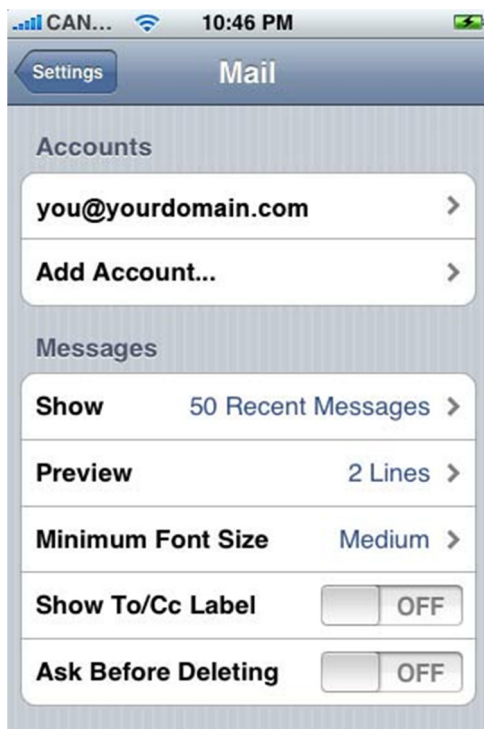 CAN... 10:46 PM
Settings Mail
Accounts
you@yourdomain.com
Add Account...
Messages
Show 50 Recent Messages
Preview 2 Lines
Minimum Font Size Medium
Show To/Cc Label OFF
Ask Before Deleting OFF